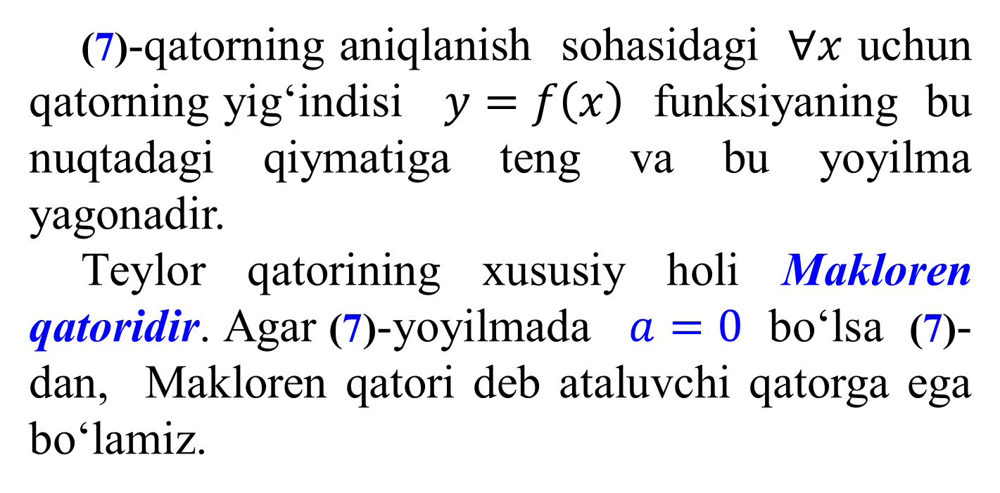 (7)-qatorning aniqlanish sohasidagi ∀x uchun
qatorning yig‘indisi y = f(x) funksiyaning bu
nuqtadagi qiymatiga teng va bu yoyilma
yagonadir.
Teylor qatorining xususiy holi Makloren
qatoridir. Agar (7)-yoyilmada a = 0 bo‘lsa (7)-
dan, Makloren qatori deb ataluvchi qatorga ega
bo‘lamiz.